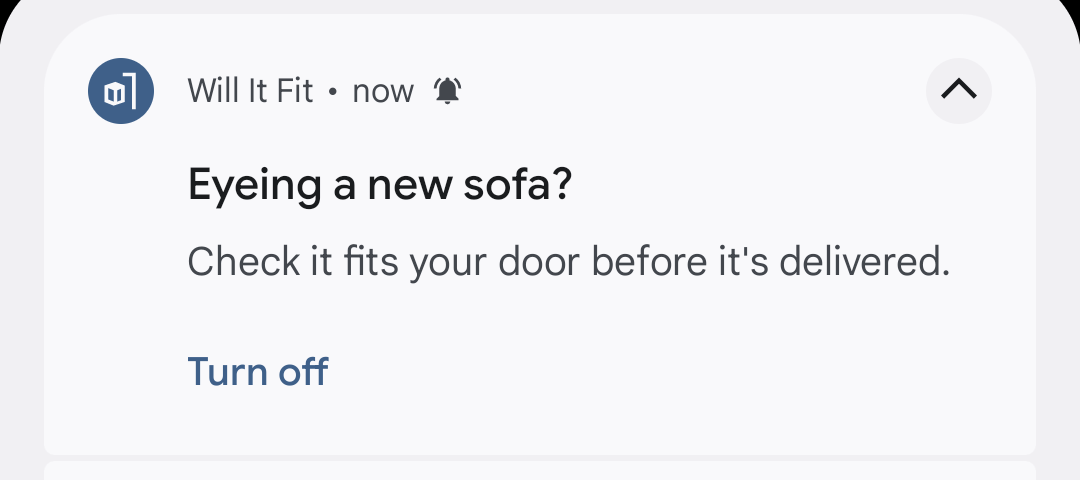 Will It Fit • now
Eyeing a new sofa?
Check it fits your door before it's delivered.
Turn off